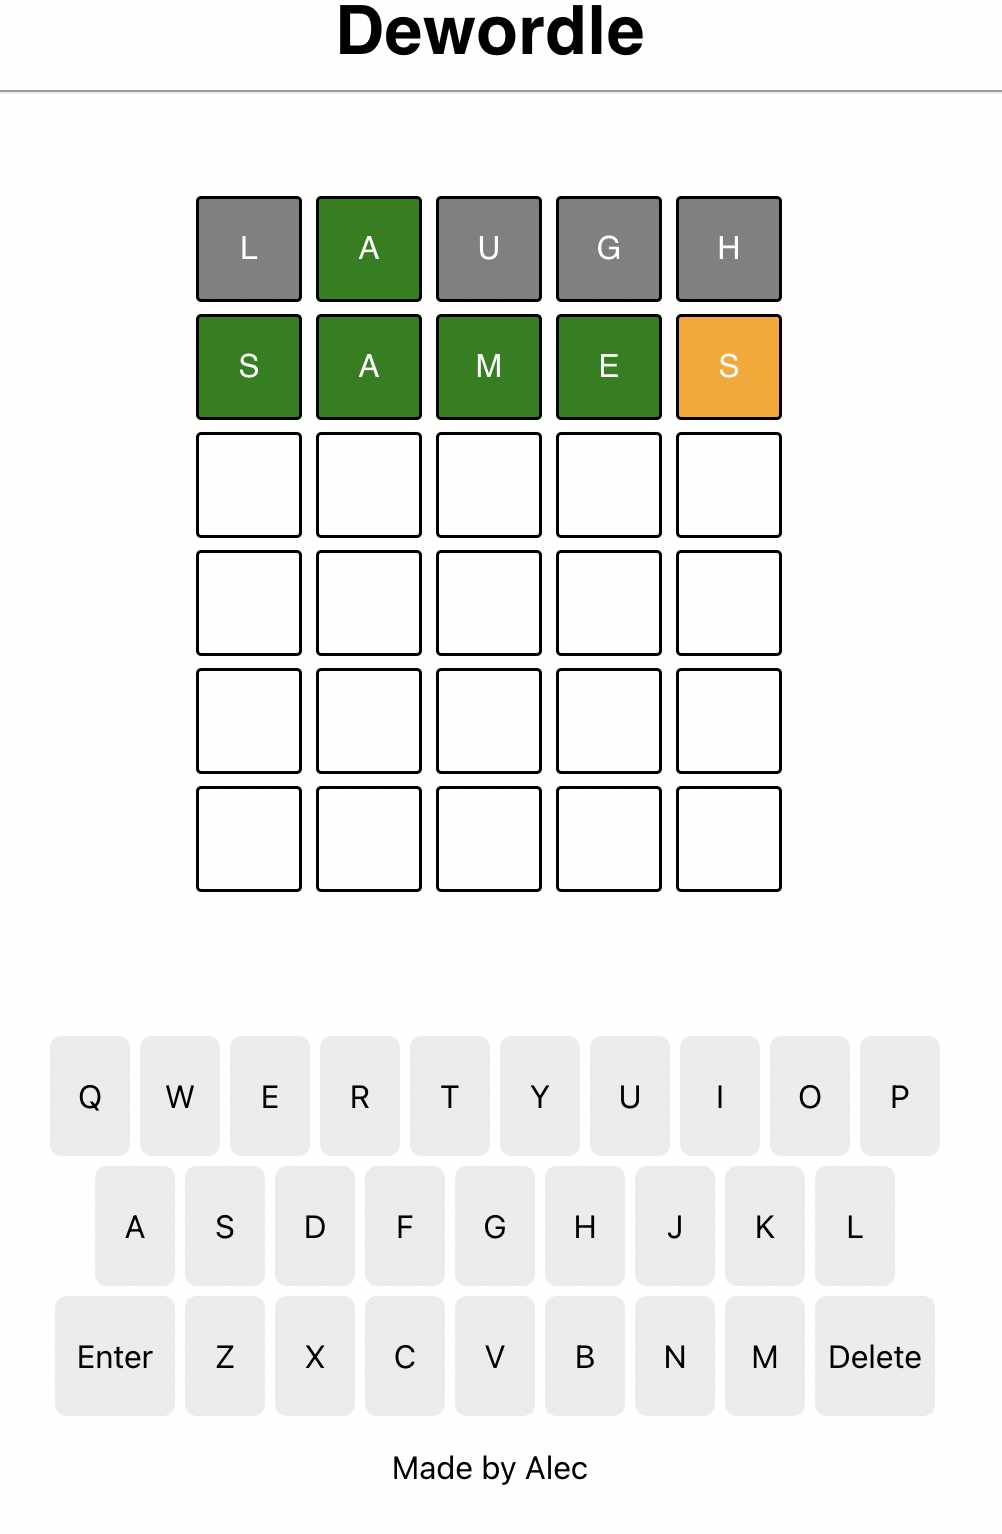 Dewordle
L A U G H
S A M E S
Q W E R T Y U I O P
A S D F G H J K L
Enter Z X C V B N M Delete
Made by Alec